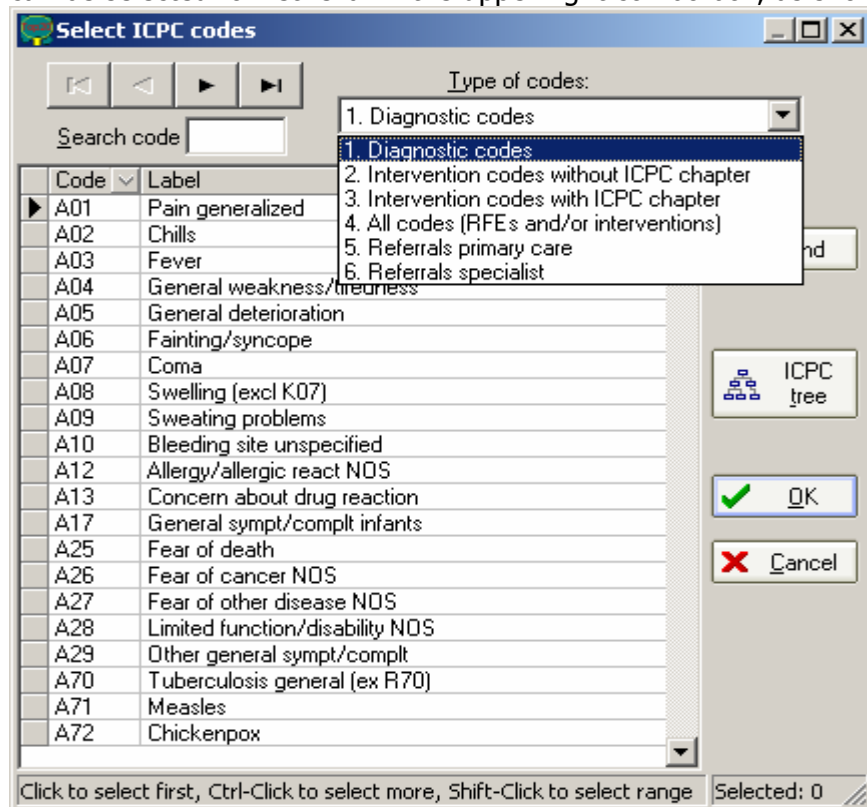 Select ICPC codes
Type of codes:
1. Diagnostic codes
Search code
1. Diagnostic codes
2. Intervention codes without ICPC chapter
3. Intervention codes with ICPC chapter
4. All codes (RFEs and/or interventions)
5. Referrals primary care
6. Referrals specialist
nd
Code Label
A01 Pain generalized
A02 Chills
A03 Fever
A04 General weakness/tiredness
A05 General deterioration
A06 Fainting/syncope
A07 Coma
A08 Swelling (excl K07)
A09 Sweating problems
A10 Bleeding site unspecified
A12 Allergy/allergic react NOS
A13 Concern about drug reaction
A17 General sympt/complt infants
A25 Fear of death
A26 Fear of cancer NOS
A27 Fear of other disease NOS
A28 Limited function/disability NOS
A29 Other general sympt/complt
A70 Tuberculosis general (ex R70)
A71 Measles
A72 Chickenpox
ICPC
tree
OK
Cancel
Click to select first, Ctrl-Click to select more, Shift-Click to select range Selected: 0